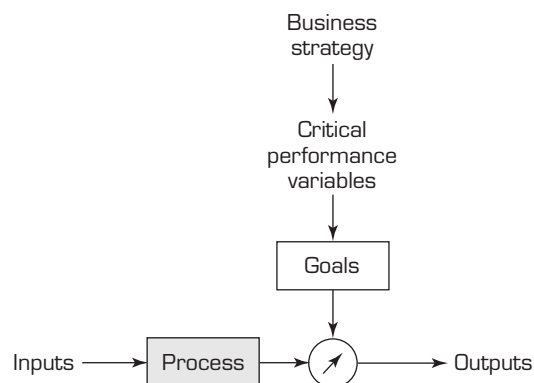 Business
strategy
Critical
performance
variables
Goals
Inputs
Process
Outputs